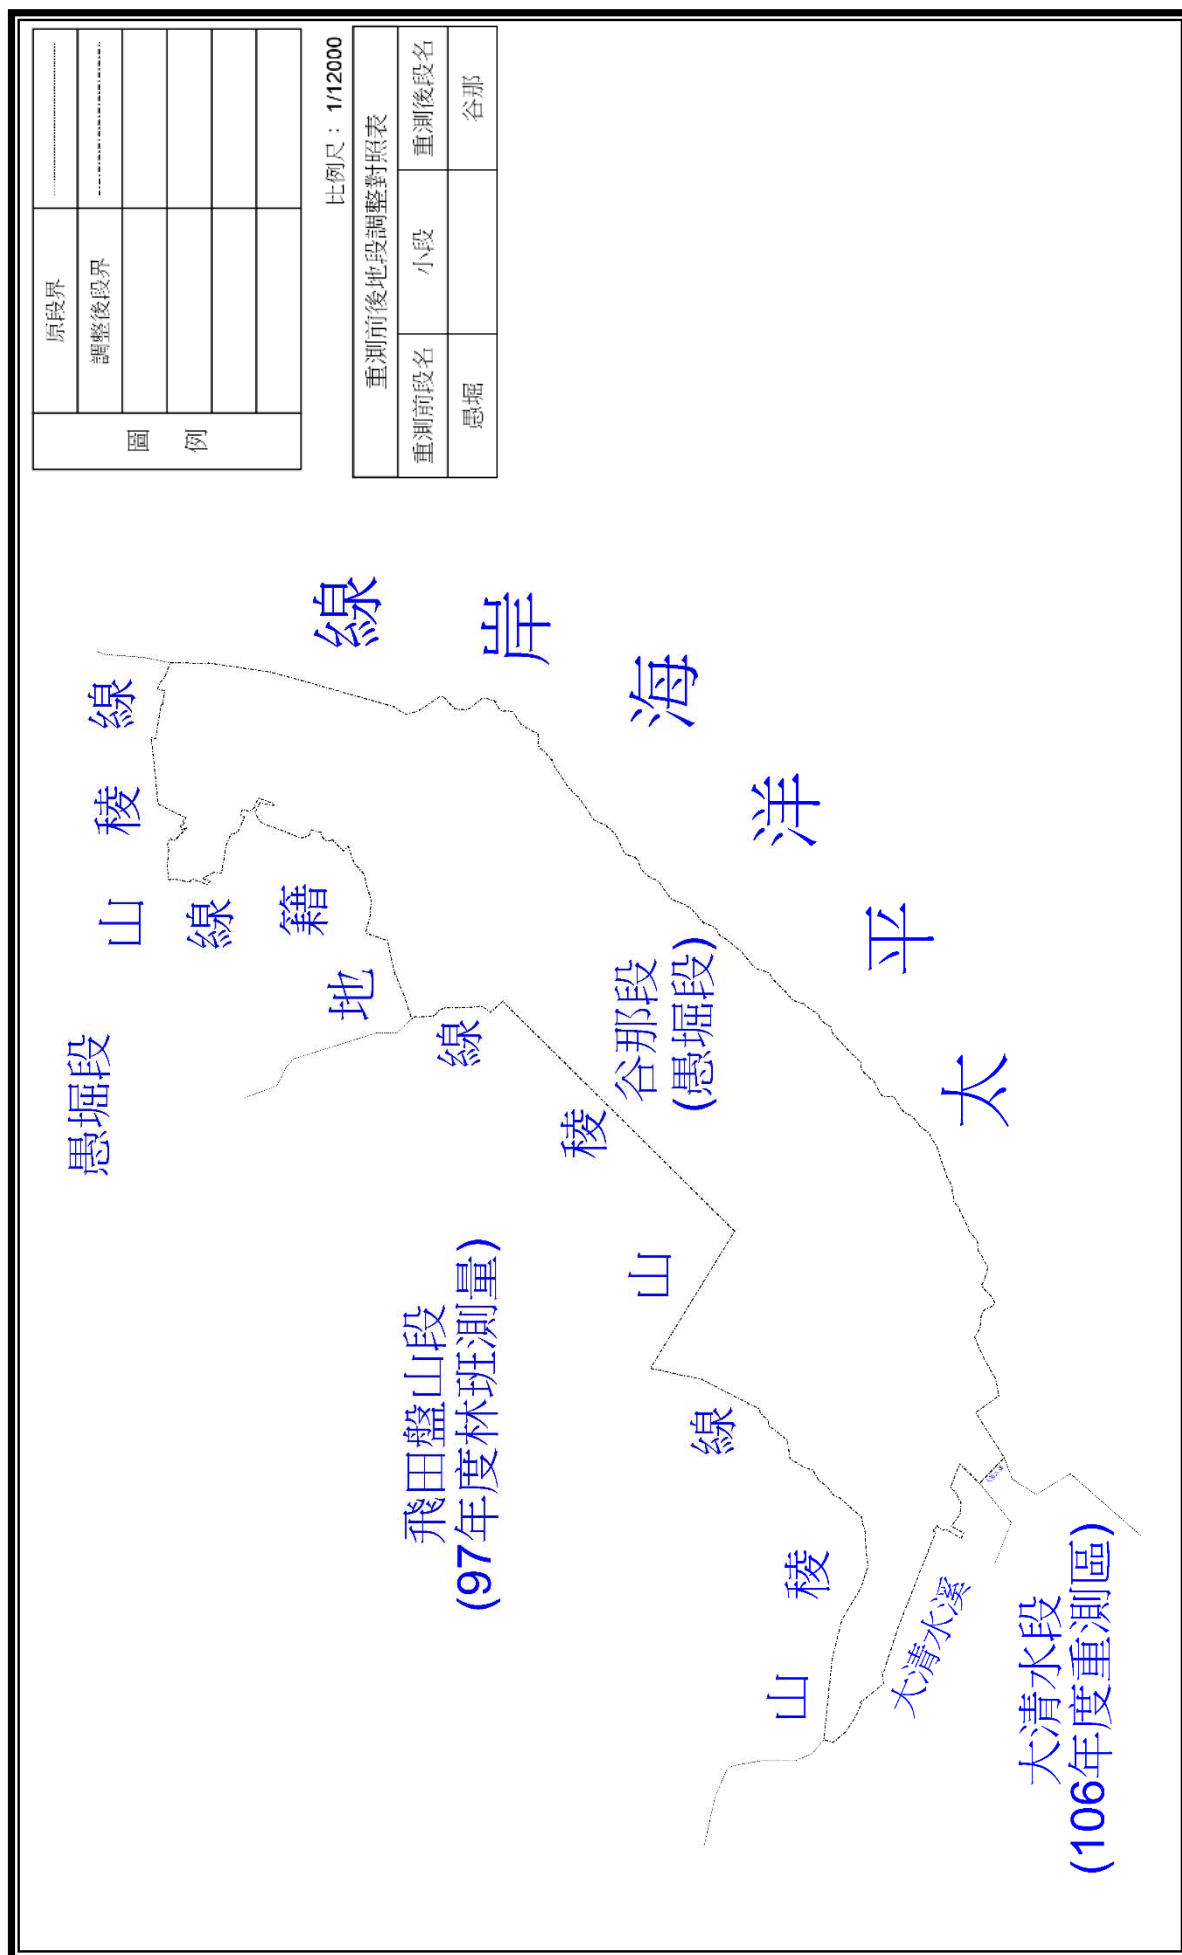 圖例
原段界
調整後段界
比例尺：1/12000
重測前後地段調整對照表
重測前段名 小段 重測後段名
愚堀 谷那
愚堀段
山稜線
地籍線
山稜線
飛田盤山段
(97年度林班測量)
谷那段
(愚堀段)
山稜線
太平洋海岸線
大清水溪
大清水段
(106年度重測區)